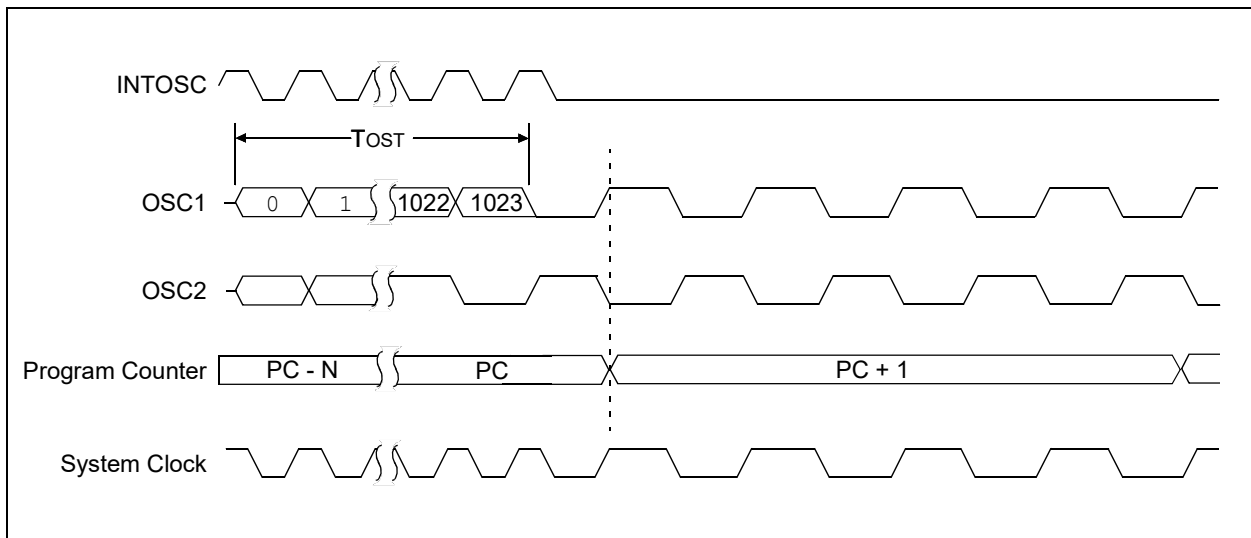 INTOSC
TOST
OSC1 0 1 1022 1023
OSC2
Program Counter PC - N PC PC + 1
System Clock